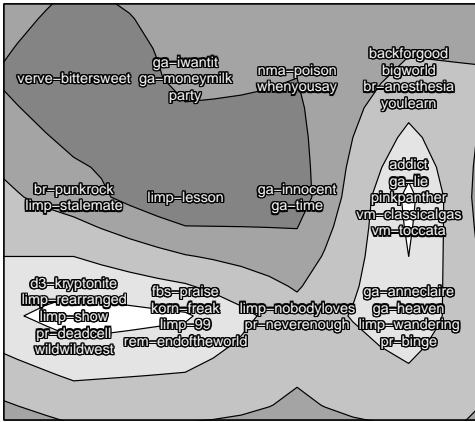 verve-bittersweet
ga-iwantit
ga-moneymilk
party
nma-poison
whenyousay
backforgood
bigworld
br-anesthesia
youlearn
br-punkrock
limp-stalemate
limp-lesson
ga-innocent
ga-time
addict
ga-lie
pinkpanther
vm-classicalgas
vm-toccata
d3-kryptonite
limp-rearranged
limp-show
pr-deadcell
wildwildwest
fbs-praise
korn-freak
limp-99
rem-endoftheworld
limp-nobodyloves
pr-neverenough
ga-anneclaire
ga-heaven
limp-wandering
pr-binge